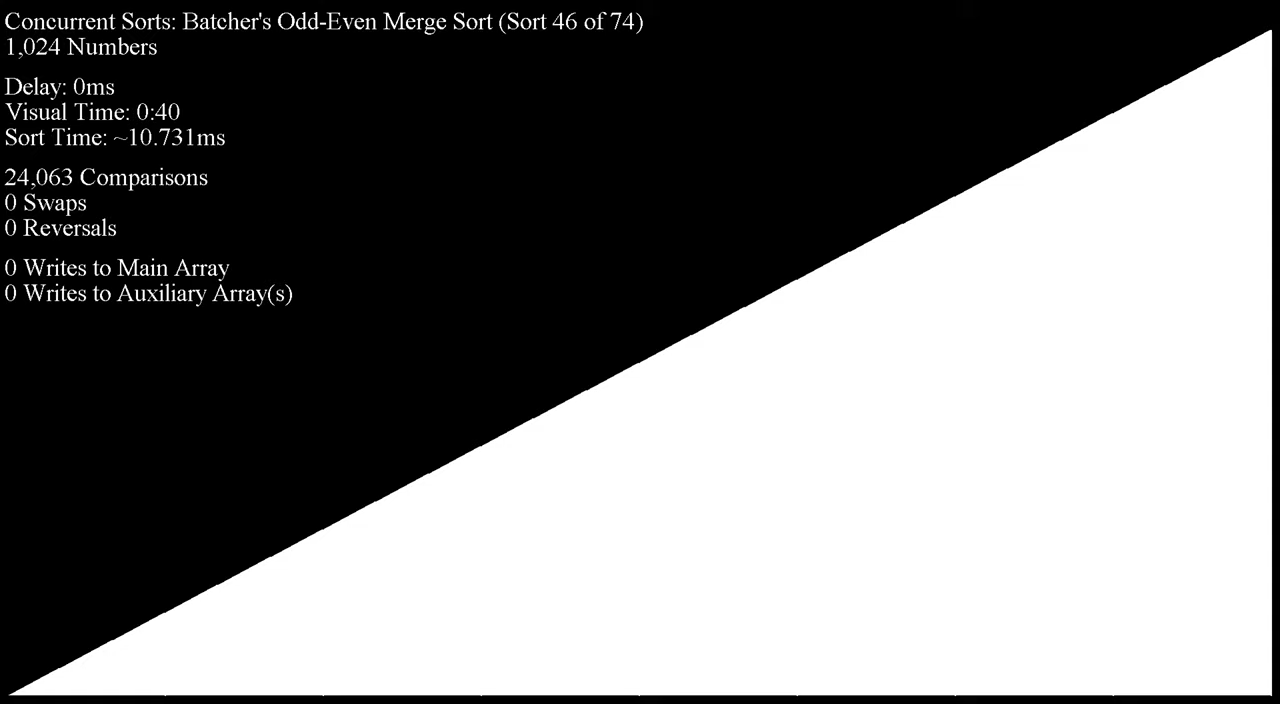 Concurrent Sorts: Batcher's Odd-Even Merge Sort (Sort 46 of 74)
1,024 Numbers
Delay: 0ms
Visual Time: 0:40
Sort Time: ~10.731ms
24,063 Comparisons
0 Swaps
0 Reversals
0 Writes to Main Array
0 Writes to Auxiliary Array(s)